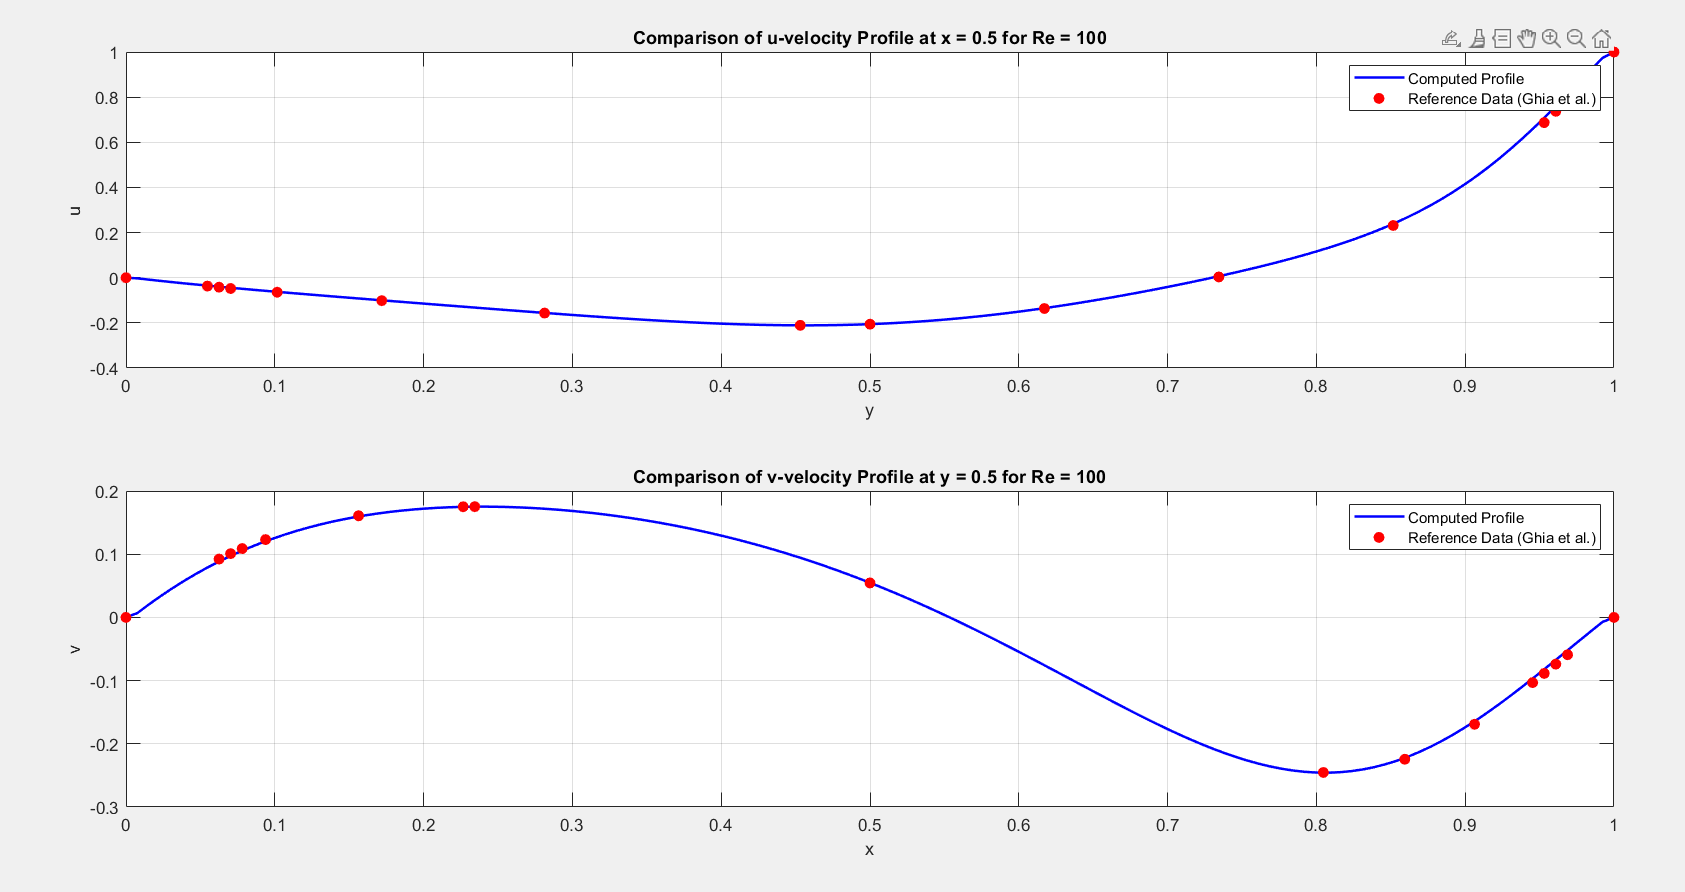 Comparison of u-velocity Profile at x = 0.5 for Re = 100
1
0.8
0.6
0.4
0.2
0
-0.2
-0.4
u
Computed Profile
Reference Data (Ghia et al.)
0 0.1 0.2 0.3 0.4 0.5 0.6 0.7 0.8 0.9 1
y
Comparison of v-velocity Profile at y = 0.5 for Re = 100
0.2
0.1
0
-0.1
-0.2
-0.3
v
Computed Profile
Reference Data (Ghia et al.)
0 0.1 0.2 0.3 0.4 0.5 0.6 0.7 0.8 0.9 1
x